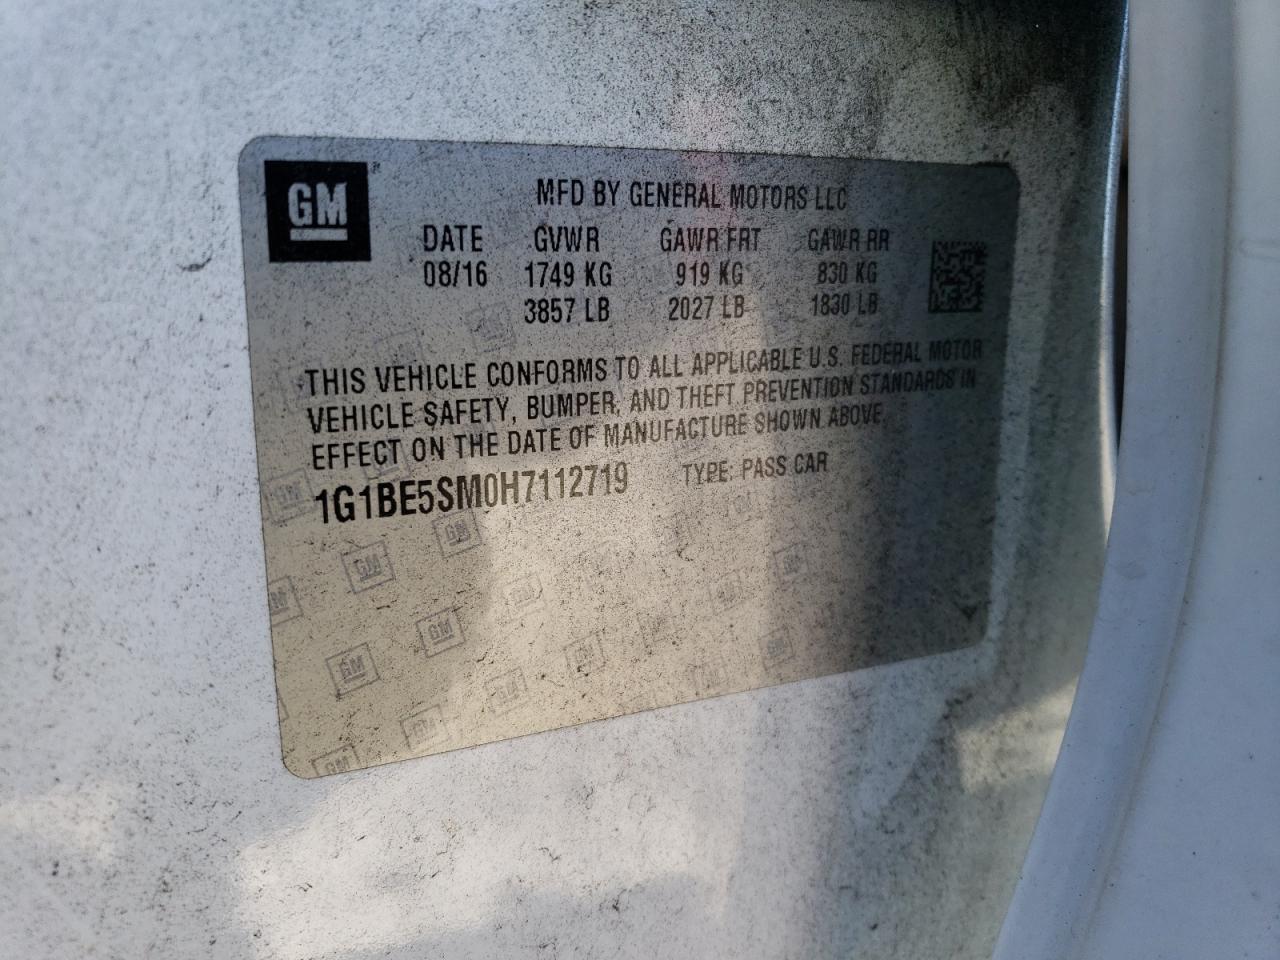 GM
MFD BY GENERAL MOTORS LLC
DATE GVWR GAWR FRT GAWR RR
08/16 1749 KG 919 KG 830 KG
3857 LB 2027 LB 1830 LB
THIS VEHICLE CONFORMS TO ALL APPLICABLE U.S. FEDERAL MOTOR
VEHICLE SAFETY, BUMPER, AND THEFT PREVENTION STANDARDS IN
EFFECT ON THE DATE OF MANUFACTURE SHOWN ABOVE.
1G1BE5SM0H7112719 TYPE: PASS CAR